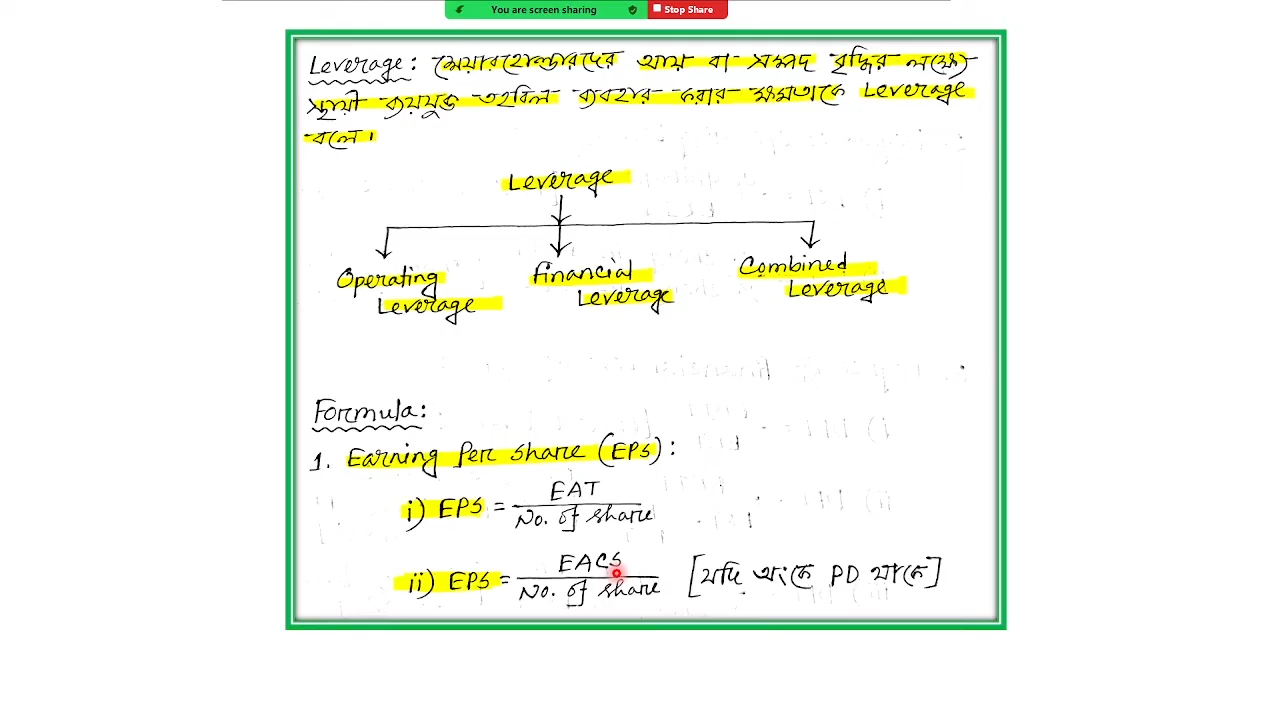 You are screen sharing Stop Share
Leverage: শেয়ারহোল্ডারদের আয় বা সম্পদ বৃদ্ধির লক্ষ্যে
স্থায়ী ব্যয়যুক্ত তহবিল ব্যবহার করার ক্ষমতাকে Leverage
বলে।
Leverage
Operating Financial Combined
Leverage Leverage Leverage
Formula:
1. Earning Per Share (EPS):
i) EPS = EAT
No. of share
ii) EPS = EACS [যদি অংকে PD থাকে]
No. of share